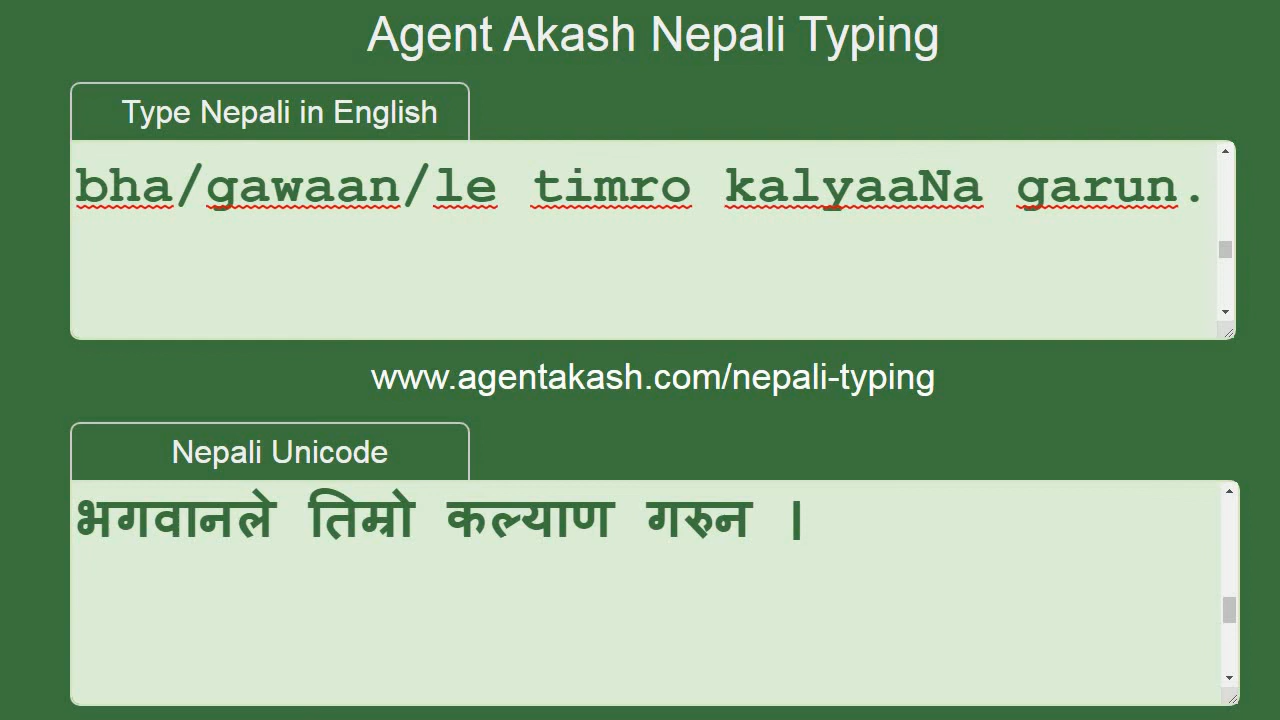 Agent Akash Nepali Typing
Type Nepali in English
bha/gawaan/le timro kalyaaNa garun.
www.agentakash.com/nepali-typing
Nepali Unicode
भगवानले तिम्रो कल्याण गरुन ।